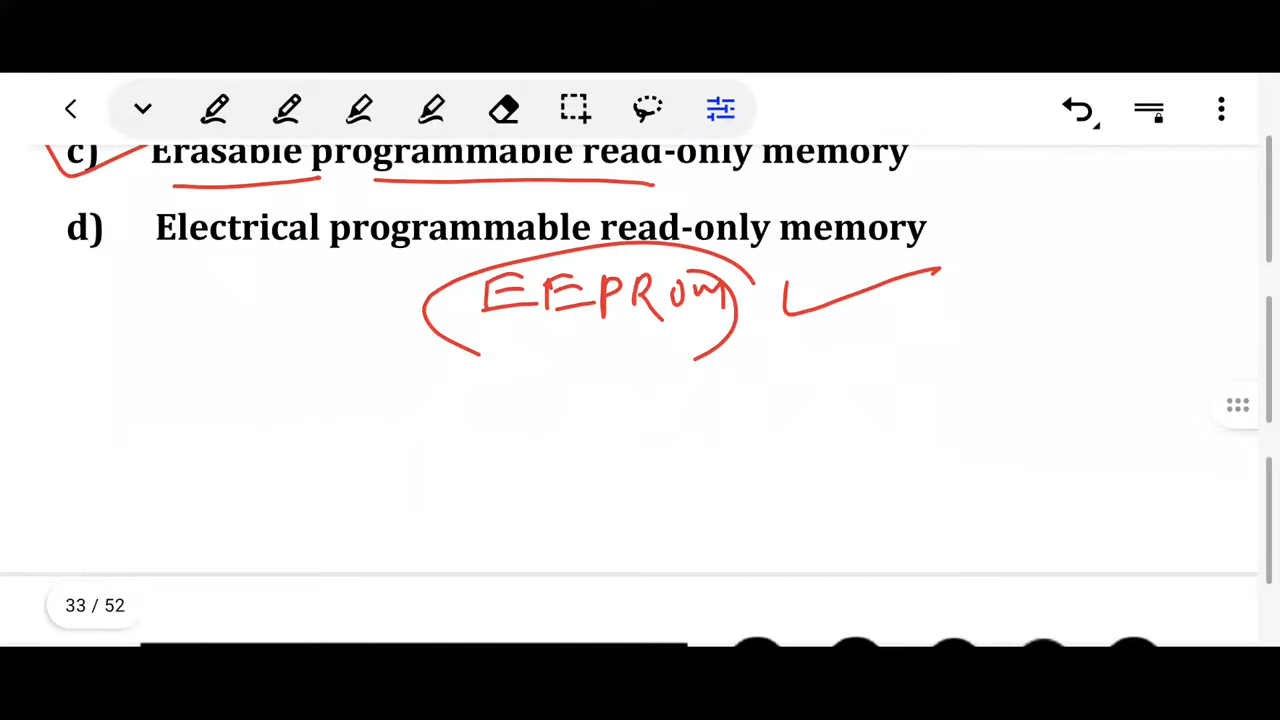 c) Erasable programmable read-only memory
d) Electrical programmable read-only memory
EEPROM
33 / 52